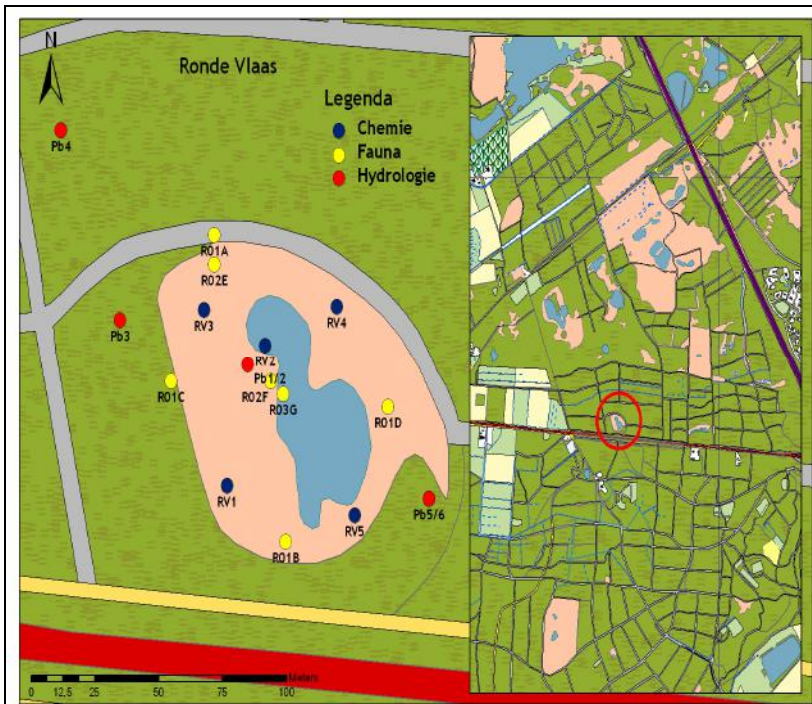 N
Ronde Vlaas
Legenda
Chemie
Fauna
Hydrologie
Pb4
R01A
R02E
RV3
RV4
Pb3
RV2
Pb1/2
R01C
R02F
R03G
R01D
RV1
Pb5/6
RV5
R01B
Meters
0 12,5 25 50 75 100